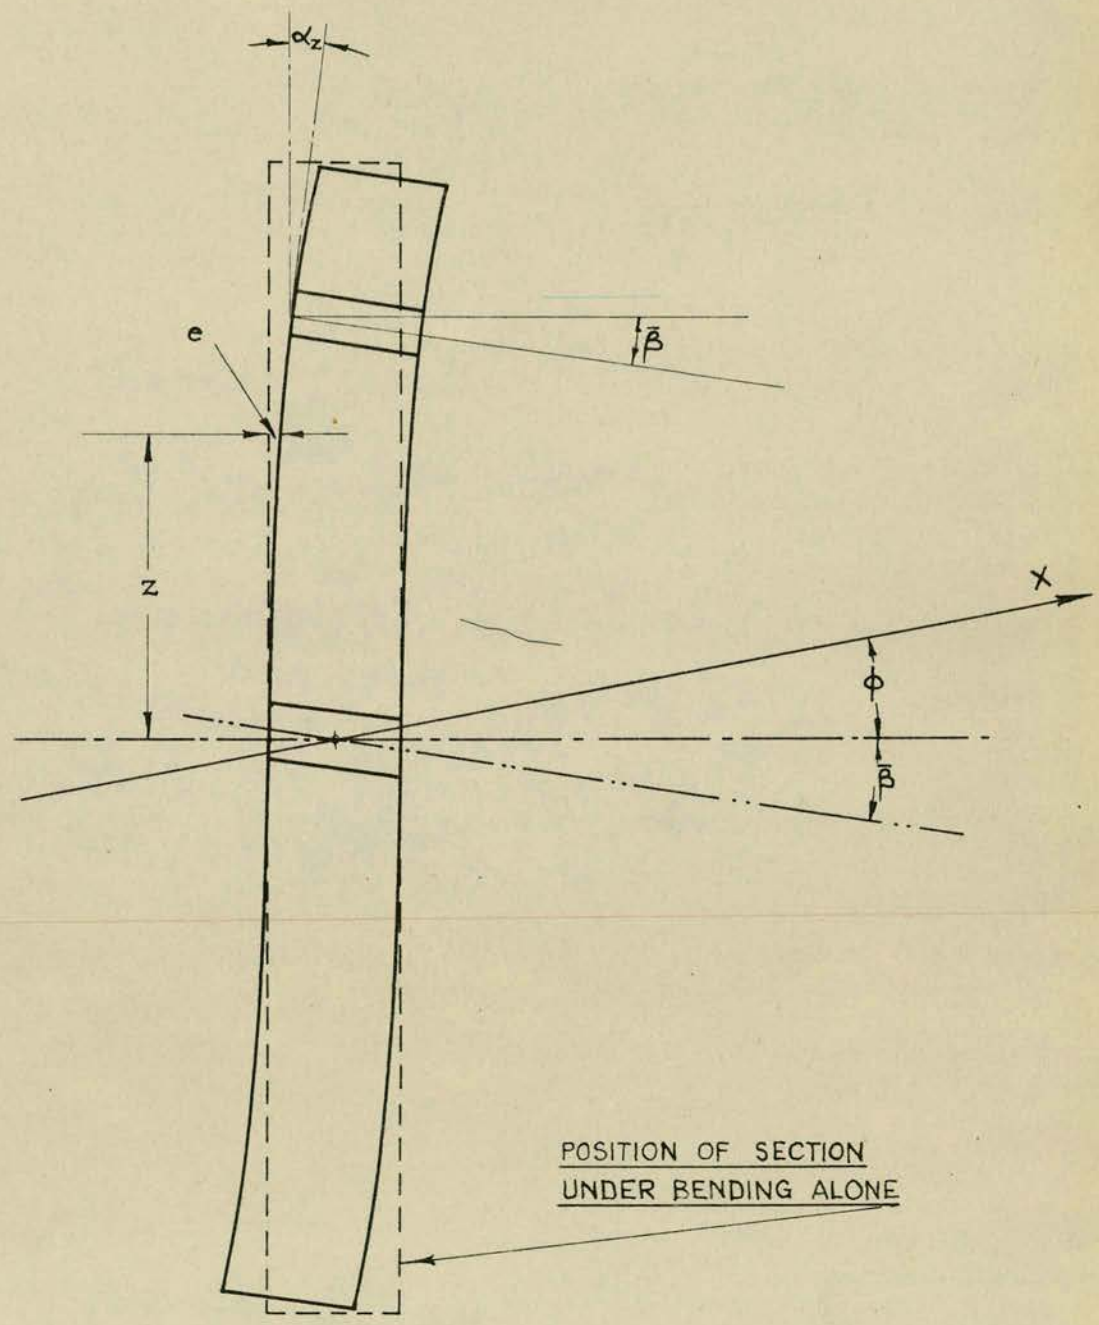 αz
e
β̄
z
X
Φ
β̄
POSITION OF SECTION
UNDER BENDING ALONE